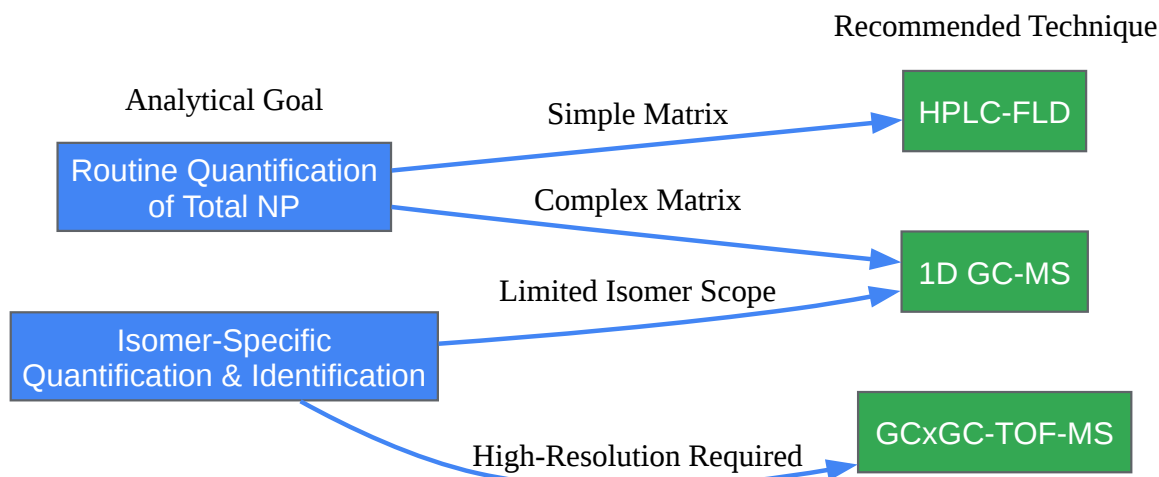 Recommended Technique
Analytical Goal
HPLC-FLD
Simple Matrix
Routine Quantification
of Total NP
Complex Matrix
1D GC-MS
Limited Isomer Scope
Isomer-Specific
Quantification & Identification
GCxGC-TOF-MS
High-Resolution Required